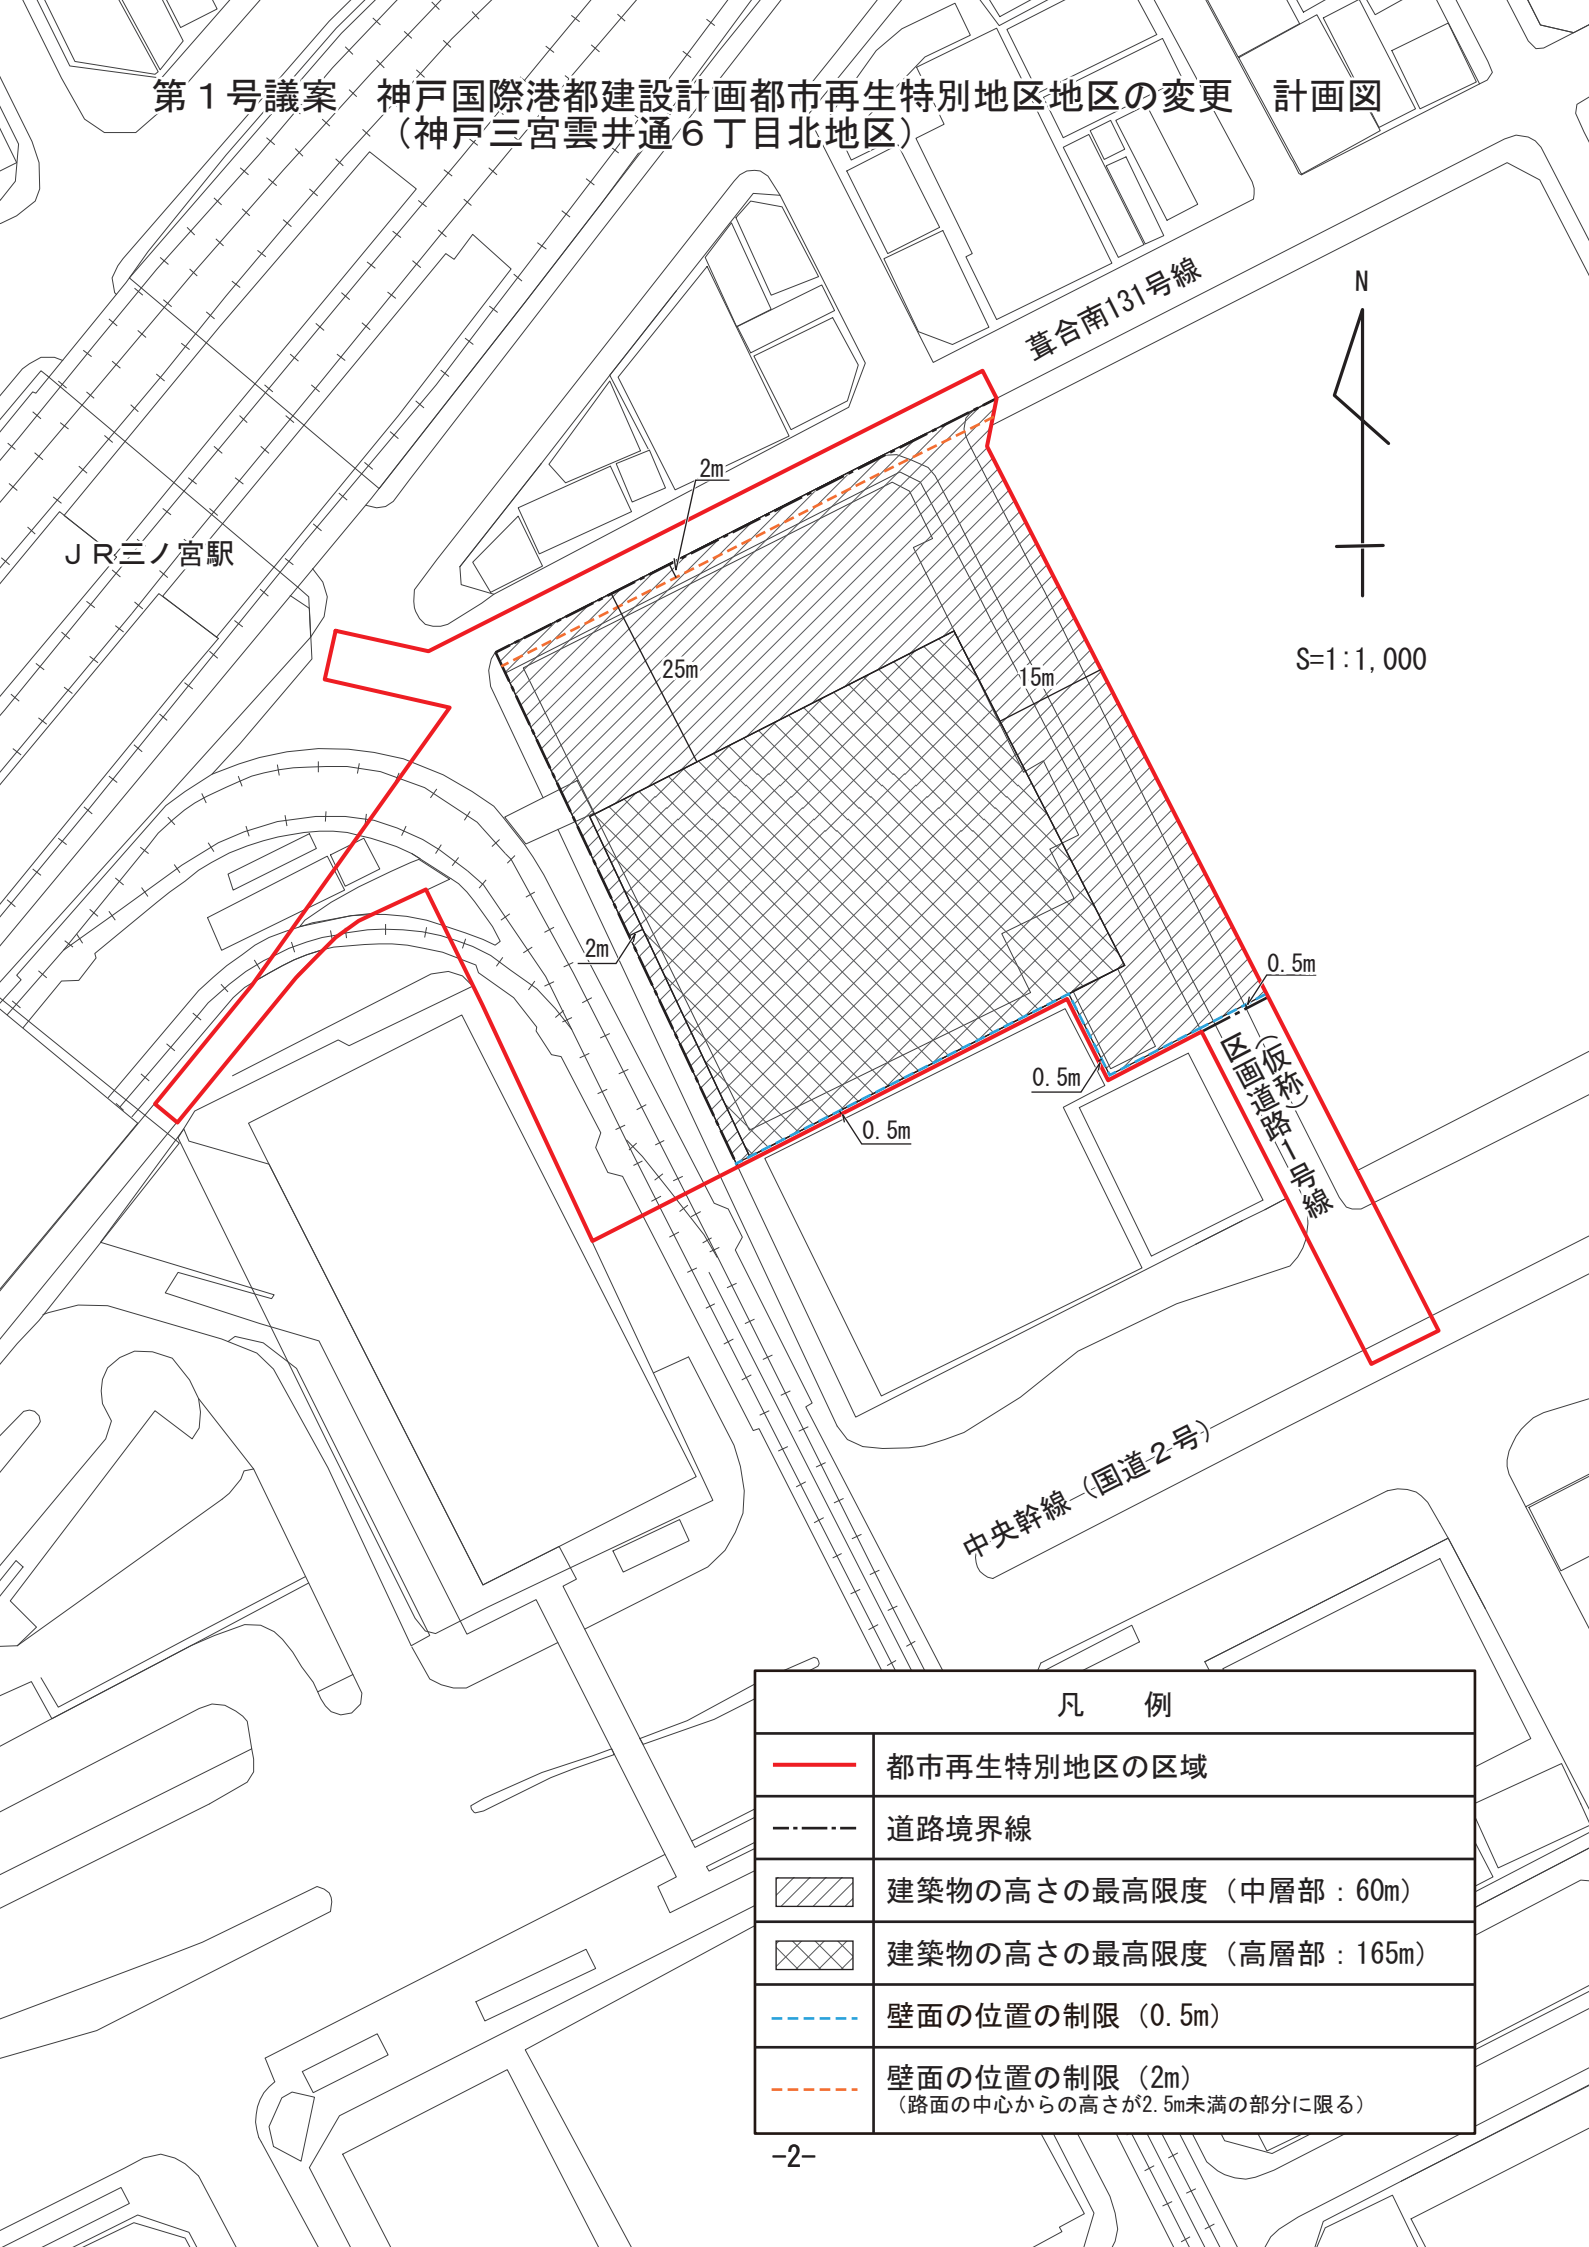 第１号議案　神戸国際港都建設計画都市再生特別地区地区の変更　計画図
（神戸三宮雲井通６丁目北地区）
葺合南131号線
N
2m
ＪＲ三ノ宮駅
25m
15m
S=1:1,000
2m
0.5m
0.5m
0.5m
（仮称）
区画道路１号線
中央幹線（国道２号）
凡　例
都市再生特別地区の区域
道路境界線
建築物の高さの最高限度（中層部：60m）
建築物の高さの最高限度（高層部：165m）
壁面の位置の制限（0.5m）
壁面の位置の制限（2m）
（路面の中心からの高さが2.5m未満の部分に限る）
-2-